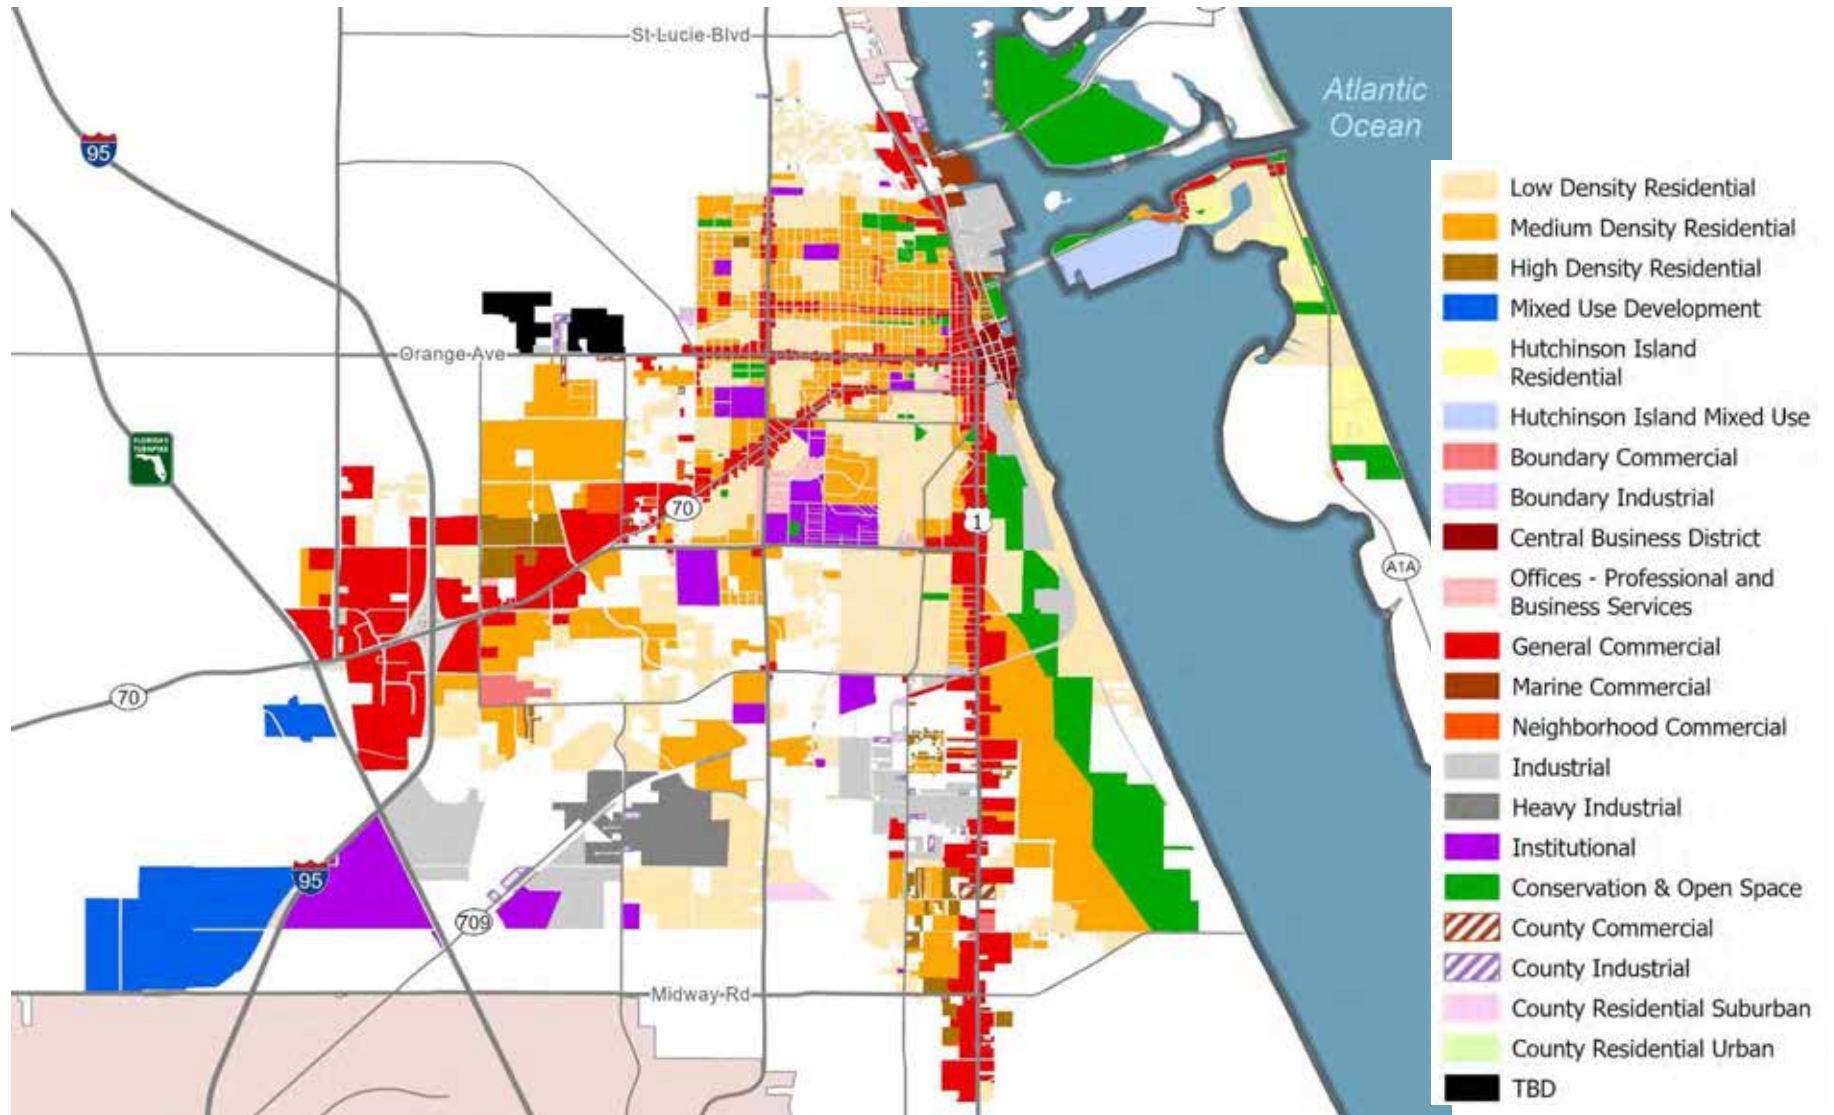 St-Lucie-Blvd
Atlantic
Ocean
95
Orange-Ave
FLORIDA'S
TURNPIKE
70
1
A1A
70
95
709
Midway-Rd
Low Density Residential
Medium Density Residential
High Density Residential
Mixed Use Development
Hutchinson Island
Residential
Hutchinson Island Mixed Use
Boundary Commercial
Boundary Industrial
Central Business District
Offices - Professional and
Business Services
General Commercial
Marine Commercial
Neighborhood Commercial
Industrial
Heavy Industrial
Institutional
Conservation & Open Space
County Commercial
County Industrial
County Residential Suburban
County Residential Urban
TBD